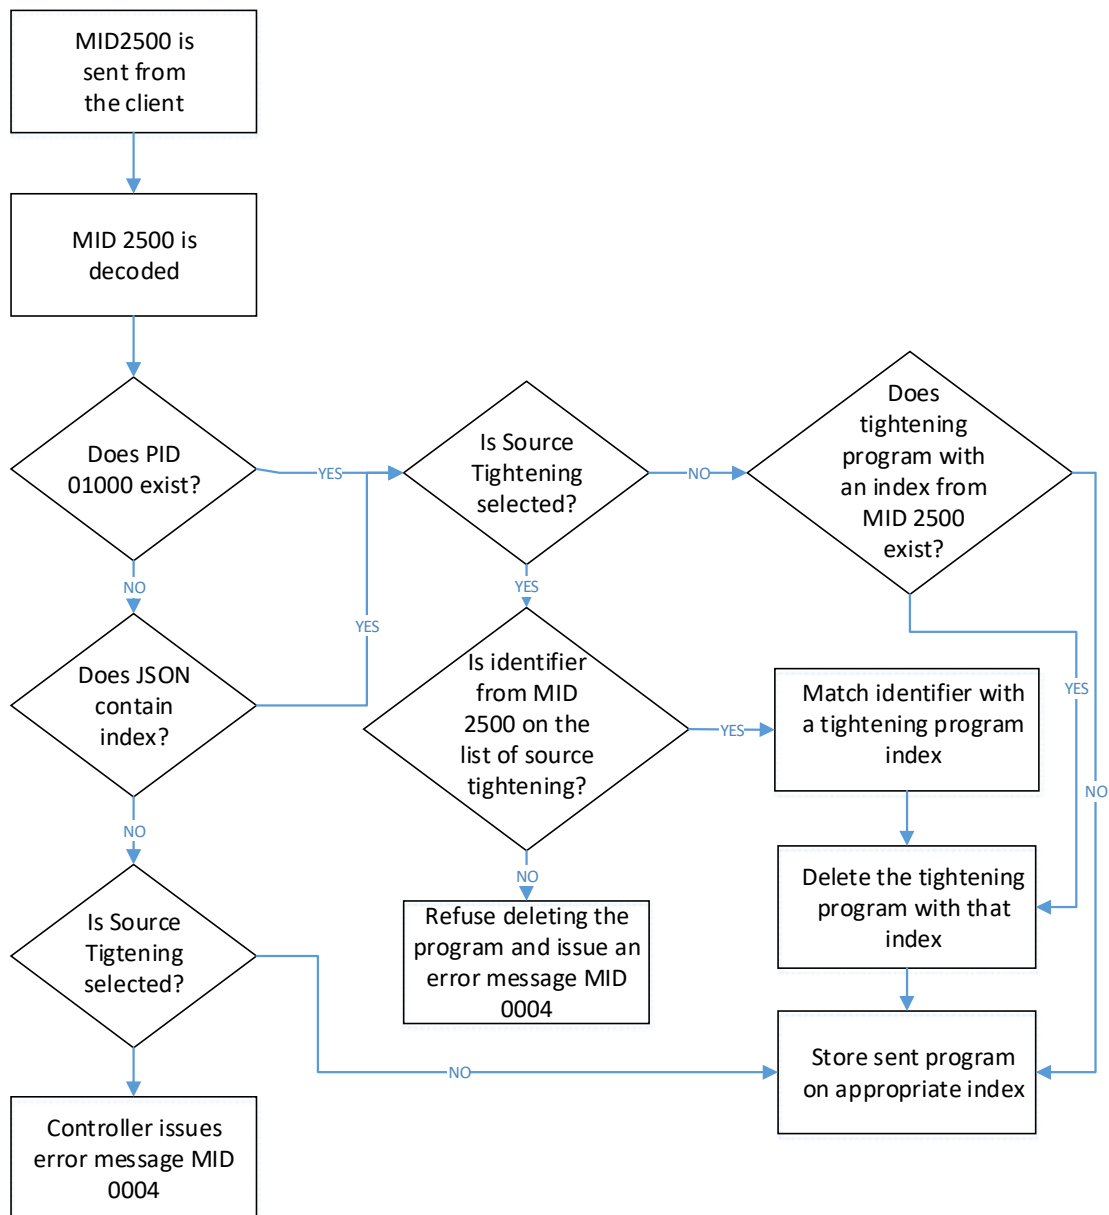 MID2500 is
sent from
the client
MID 2500 is
decoded
Does PID
01000 exist?
YES
NO
Does JSON
contain
index?
YES
NO
Is Source
Tigtening
selected?
NO
Controller issues
error message MID
0004
Is Source
Tightening
selected?
NO
YES
Is identifier
from MID
2500 on the
list of source
tightening?
YES
NO
Refuse deleting the
program and issue an
error message MID
0004
Does
tightening
program with
an index from
MID 2500
exist?
YES
NO
Match identifier with
a tightening program
index
Delete the tightening
program with that
index
Store sent program
on appropriate index